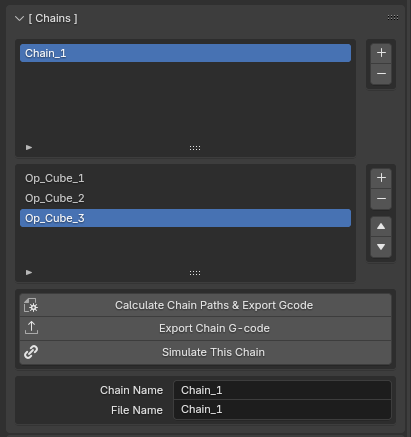 [ Chains ]
Chain_1
Op_Cube_1
Op_Cube_2
Op_Cube_3
Calculate Chain Paths & Export Gcode
Export Chain G-code
Simulate This Chain
Chain Name Chain_1
File Name Chain_1